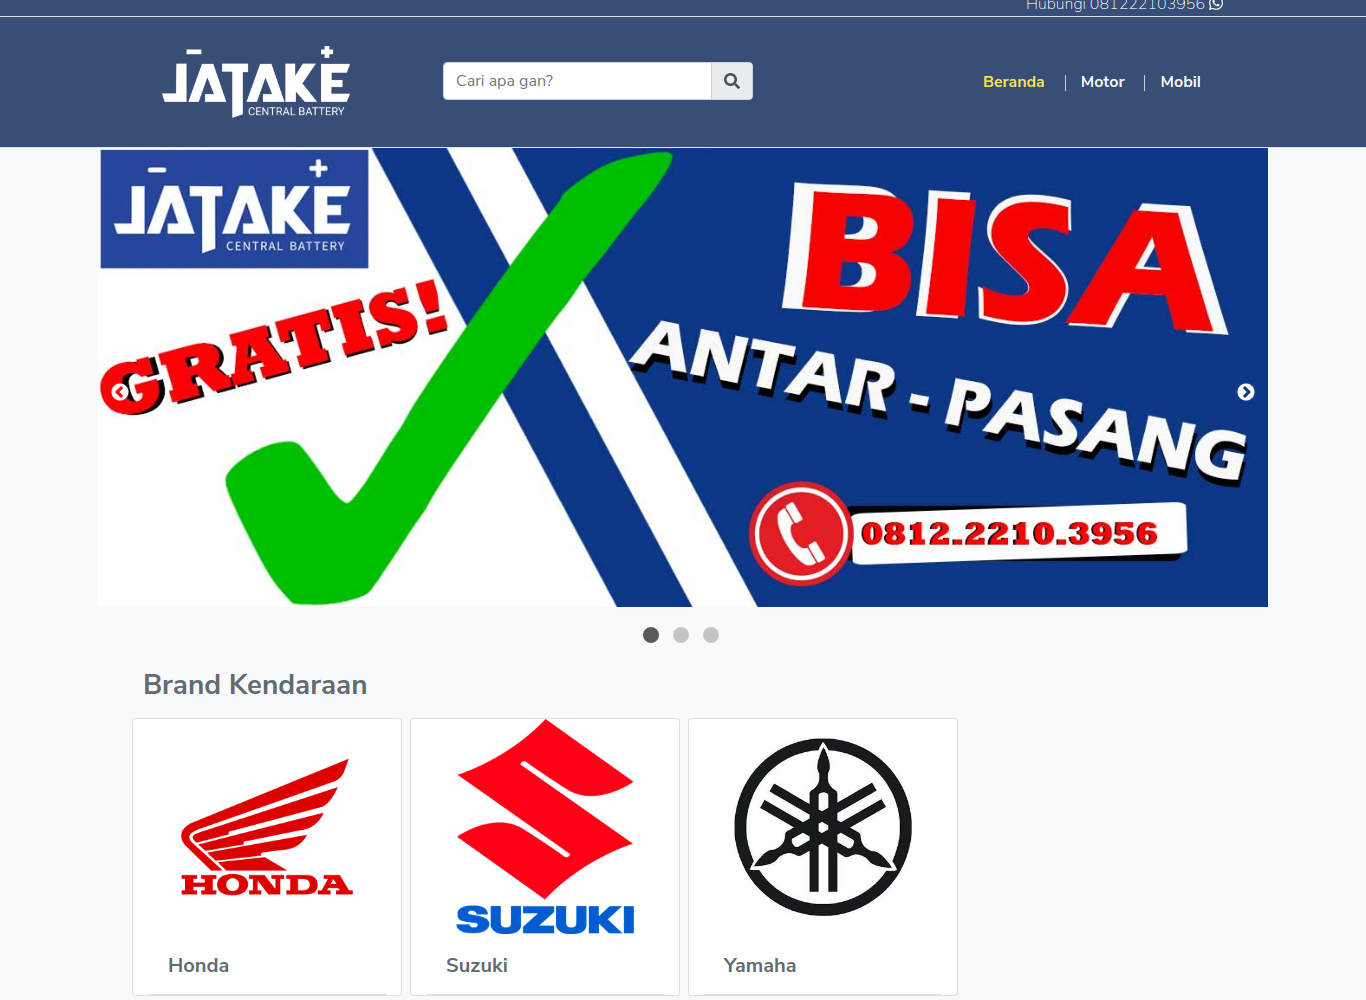 Hubungi 081222103956
JATAKE
CENTRAL BATTERY
Cari apa gan?
Beranda
Motor
Mobil
JATAKE
CENTRAL BATTERY
GRATIS!
BISA
ANTAR - PASANG
0812.2210.3956
Brand Kendaraan
HONDA
SUZUKI
Honda
Suzuki
Yamaha